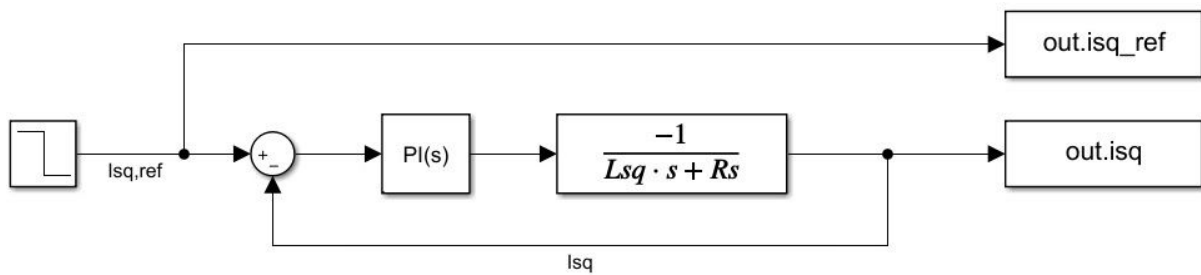 out.isq_ref
Isq,ref
+
−
PI(s)
-1
Lsq · s + Rs
out.isq
Isq